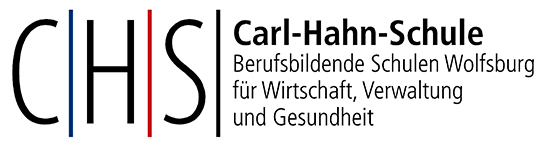 C|H|S|
Carl-Hahn-Schule
Berufsbildende Schulen Wolfsburg
für Wirtschaft, Verwaltung
und Gesundheit